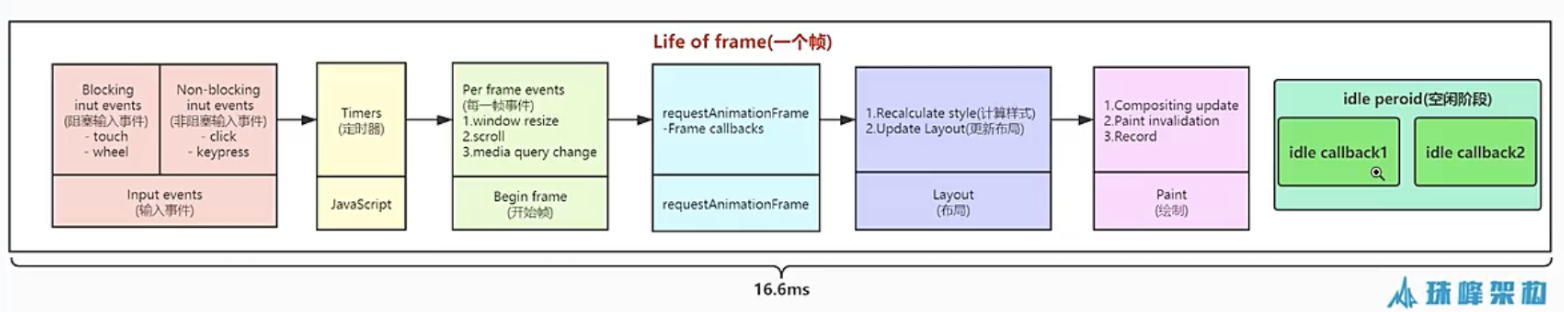 Life of frame(一个帧)
Blocking
inut events
(阻塞输入事件)
- touch
- wheel
Non-blocking
inut events
(非阻塞输入事件)
- click
- keypress
Input events
(输入事件)
Timers
(定时器)
JavaScript
Per frame events
(每一帧事件)
1.window resize
2.scroll
3.media query change
Begin frame
(开始帧)
requestAnimationFrame
-Frame callbacks
requestAnimationFrame
1.Recalculate style(计算样式)
2.Update Layout(更新布局)
Layout
(布局)
1.Compositing update
2.Paint invalidation
3.Record
Paint
(绘制)
idle peroid(空闲阶段)
idle callback1
idle callback2
16.6ms
珠峰架构